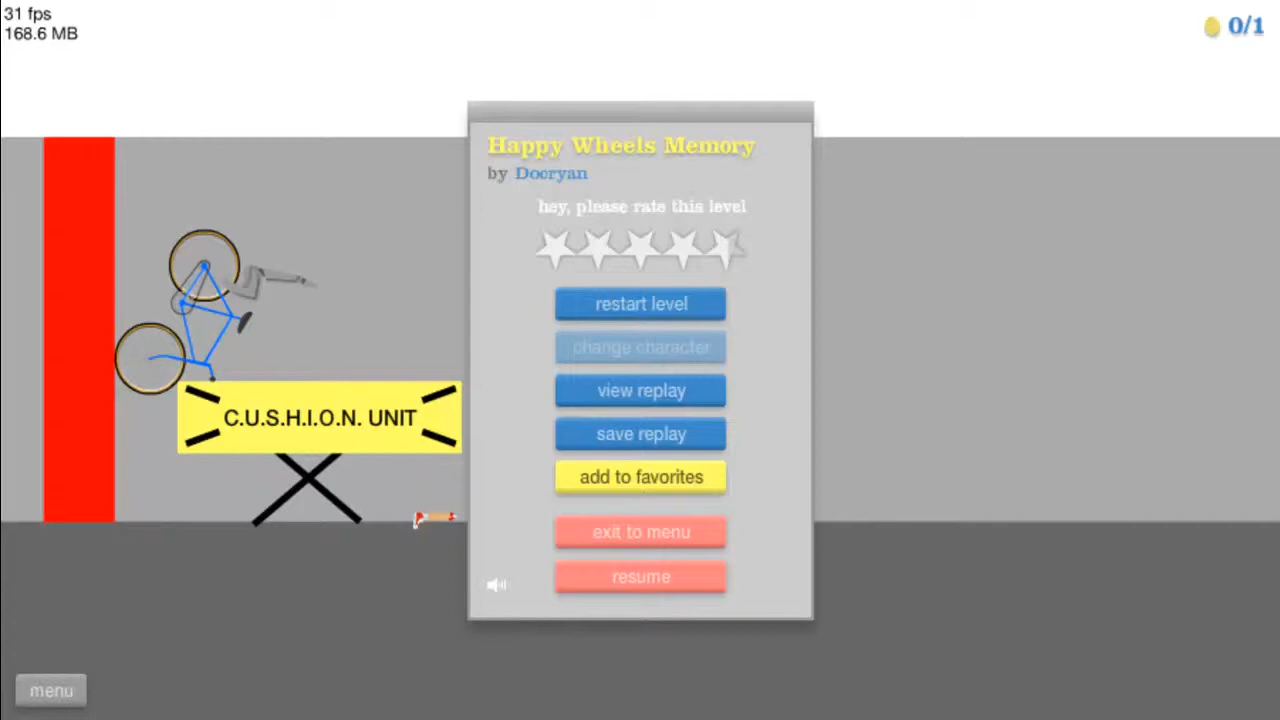 31 fps
168.6 MB
0/1
Happy Wheels Memory
by Docryan
hey, please rate this level
restart level
change character
view replay
save replay
add to favorites
exit to menu
resume
C.U.S.H.I.O.N. UNIT
menu